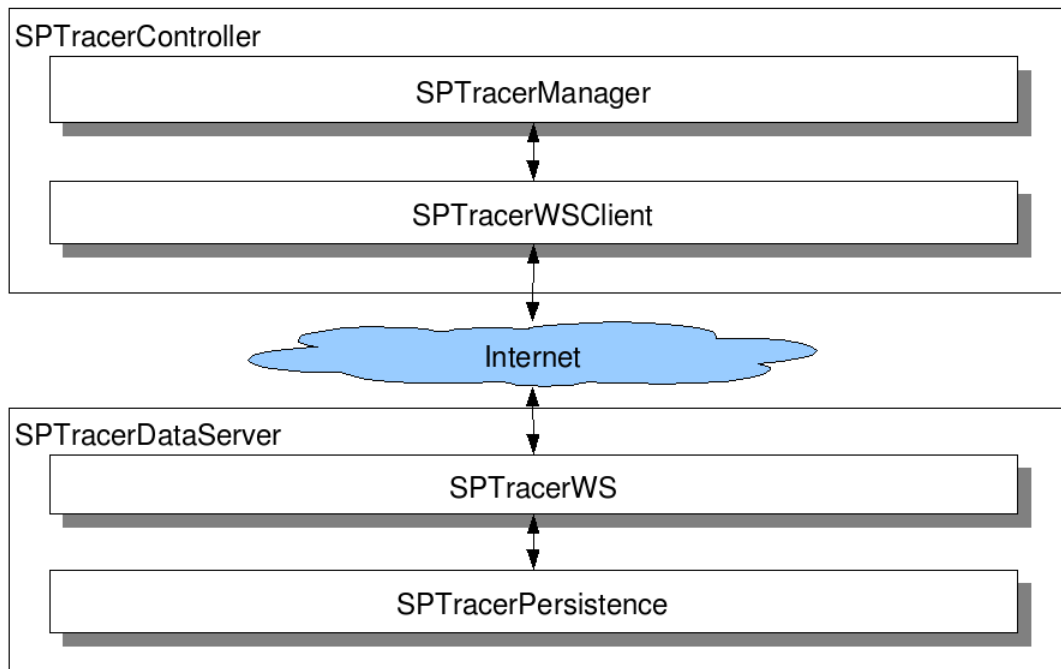 SPTracerController
SPTracerManager
SPTracerWSClient
Internet
SPTracerDataServer
SPTracerWS
SPTracerPersistence